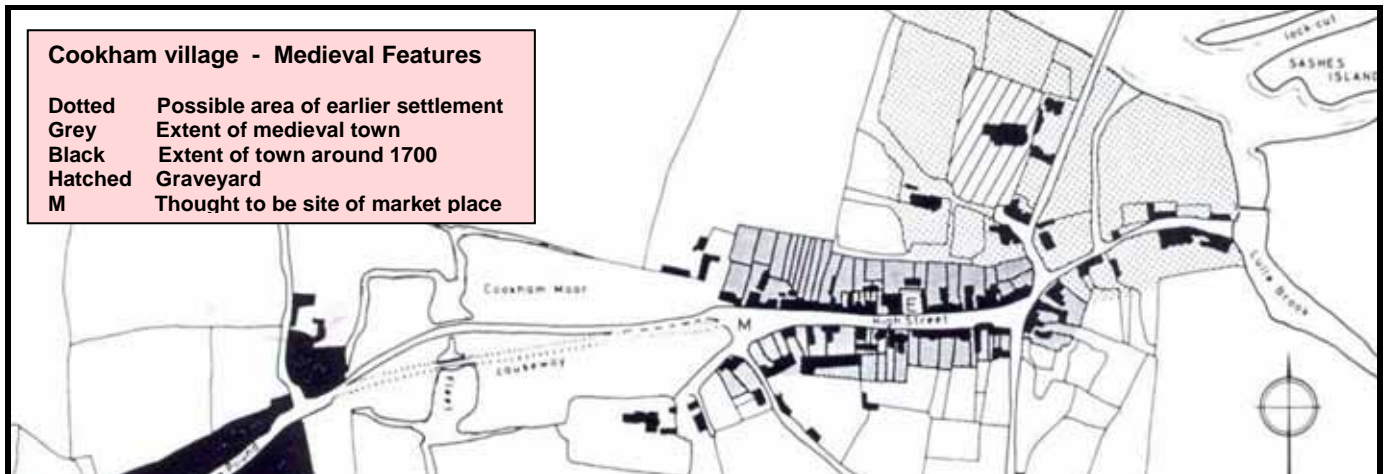 Cookham village - Medieval Features
Dotted Possible area of earlier settlement
Grey Extent of medieval town
Black Extent of town around 1700
Hatched Graveyard
M Thought to be site of market place
lock-cut
SASHES
ISLAND
Cookham Moor
M
E
High Street
causeway
Fleet
Lulle Brook
Pound